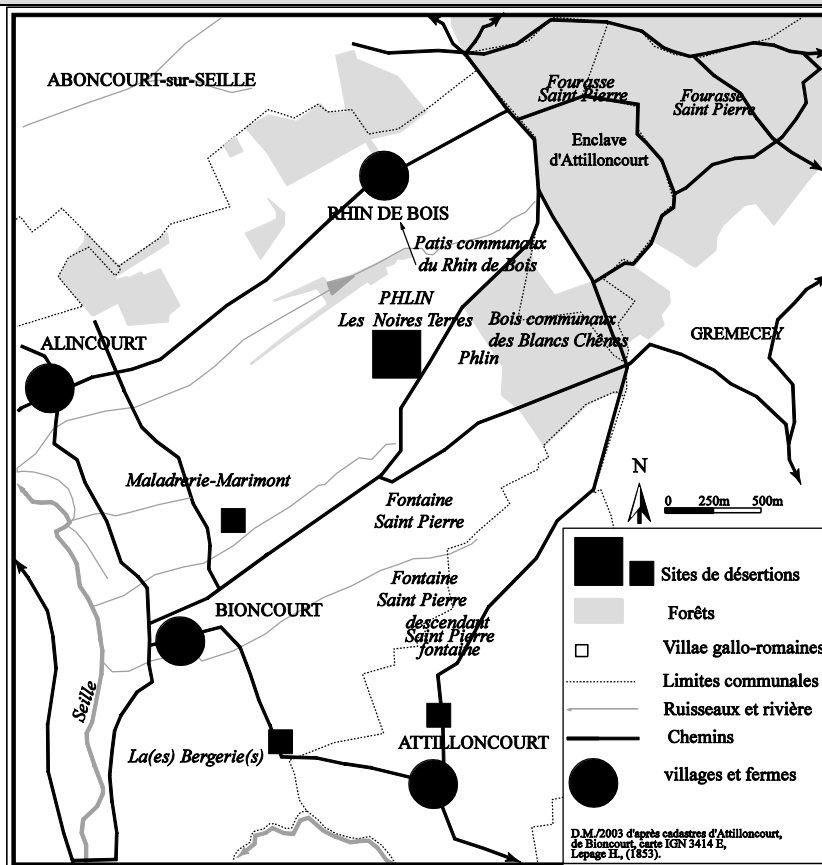 ABONCOURT-sur-SEILLE
Fourasse
Saint Pierre
Fourasse
Saint Pierre
Enclave
d'Attilloncourt
RHIN DE BOIS
Patis communaux
du Rhin de Bois
PHLIN
Les Noires Terres
Bois communaux
des Blancs Chênes
Phlin
GREMECEY
ALINCOURT
Maladrerie-Marimont
N
0 250m 500m
Fontaine
Saint Pierre
Fontaine
Saint Pierre
descendant
Saint Pierre
fontaine
BIONCOURT
Seille
La(es) Bergerie(s)
ATTILLONCOURT
Sites de désertions
Forêts
Villae gallo-romaines
Limites communales
Ruisseaux et rivière
Chemins
villages et fermes
D.M./2003 d'après cadastres d'Attilloncourt,
de Bioncourt, carte IGN 3414 E,
Lepage H., (1853).